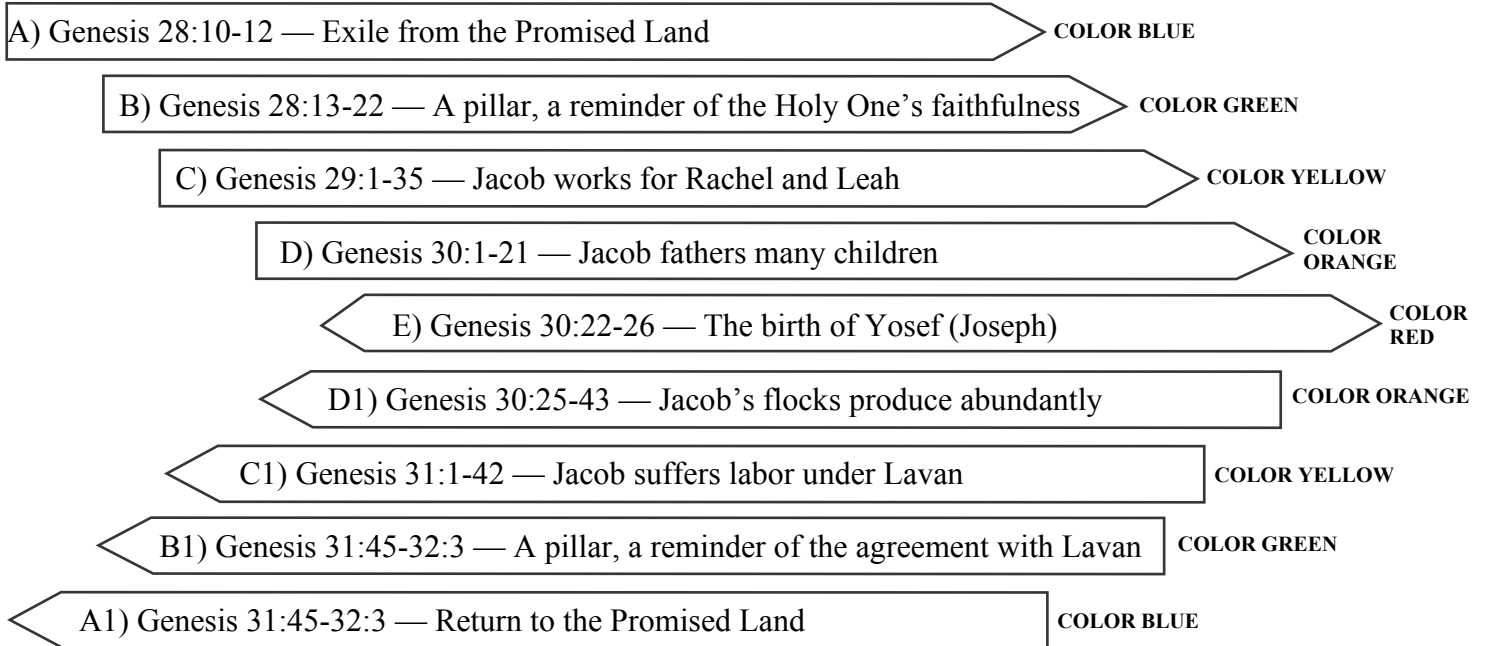 A) Genesis 28:10-12 — Exile from the Promised Land COLOR BLUE
B) Genesis 28:13-22 — A pillar, a reminder of the Holy One’s faithfulness COLOR GREEN
C) Genesis 29:1-35 — Jacob works for Rachel and Leah COLOR YELLOW
D) Genesis 30:1-21 — Jacob fathers many children COLOR
ORANGE
E) Genesis 30:22-26 — The birth of Yosef (Joseph) COLOR
RED
D1) Genesis 30:25-43 — Jacob’s flocks produce abundantly COLOR ORANGE
C1) Genesis 31:1-42 — Jacob suffers labor under Lavan COLOR YELLOW
B1) Genesis 31:45-32:3 — A pillar, a reminder of the agreement with Lavan COLOR GREEN
A1) Genesis 31:45-32:3 — Return to the Promised Land COLOR BLUE